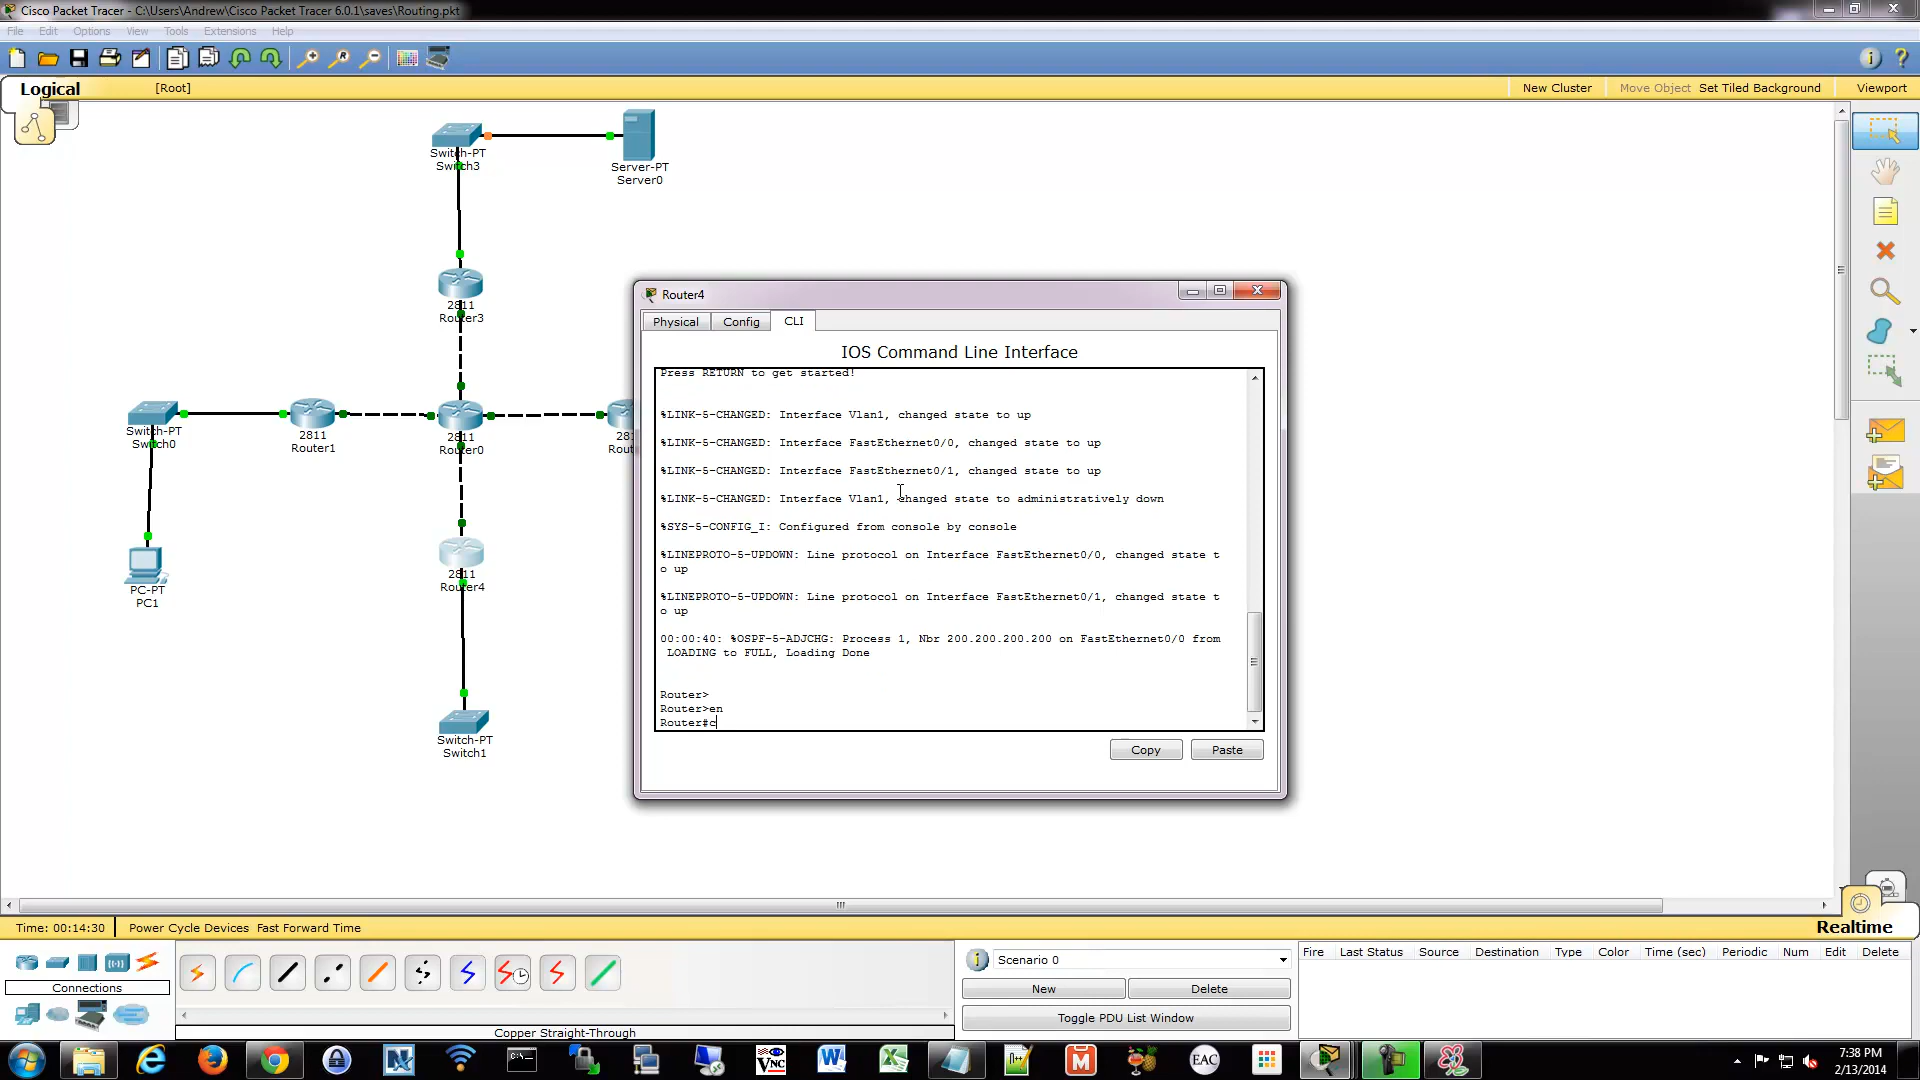 Cisco Packet Tracer - C:\Users\Andrew\Cisco Packet Tracer 6.0.1\saves\Routing.pkt
File Edit Options View Tools Extensions Help
Logical [Root] New Cluster Move Object Set Tiled Background Viewport
Switch-PT
Switch3
Server-PT
Server0
2811
Router3
Switch-PT
Switch0
2811
Router1
2811
Router0
281
Rout
PC-PT
PC1
2811
Router4
Switch-PT
Switch1
Router4
Physical Config CLI
IOS Command Line Interface
Press RETURN to get started!
%LINK-5-CHANGED: Interface Vlan1, changed state to up
%LINK-5-CHANGED: Interface FastEthernet0/0, changed state to up
%LINK-5-CHANGED: Interface FastEthernet0/1, changed state to up
%LINK-5-CHANGED: Interface Vlan1, changed state to administratively down
%SYS-5-CONFIG_I: Configured from console by console
%LINEPROTO-5-UPDOWN: Line protocol on Interface FastEthernet0/0, changed state t
o up
%LINEPROTO-5-UPDOWN: Line protocol on Interface FastEthernet0/1, changed state t
o up
00:00:40: %OSPF-5-ADJCHG: Process 1, Nbr 200.200.200.200 on FastEthernet0/0 from
LOADING to FULL, Loading Done
Router>
Router>en
Router#c
Copy Paste
Time: 00:14:30 Power Cycle Devices Fast Forward Time Realtime
Connections
Copper Straight-Through
Scenario 0
New Delete
Toggle PDU List Window
Fire Last Status Source Destination Type Color Time (sec) Periodic Num Edit Delete
EAC
7:38 PM
2/13/2014